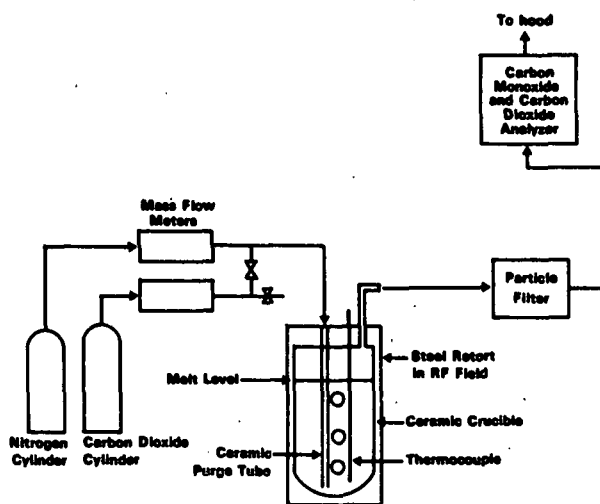 To hood
Carbon
Monoxide
and Carbon
Dioxide
Analyzer
Mass Flow
Meters
Particle
Filter
Steel Retort
in RF Field
Melt Level
Ceramic Crucible
Nitrogen
Cylinder
Carbon Dioxide
Cylinder
Ceramic
Purge Tube
Thermocouple